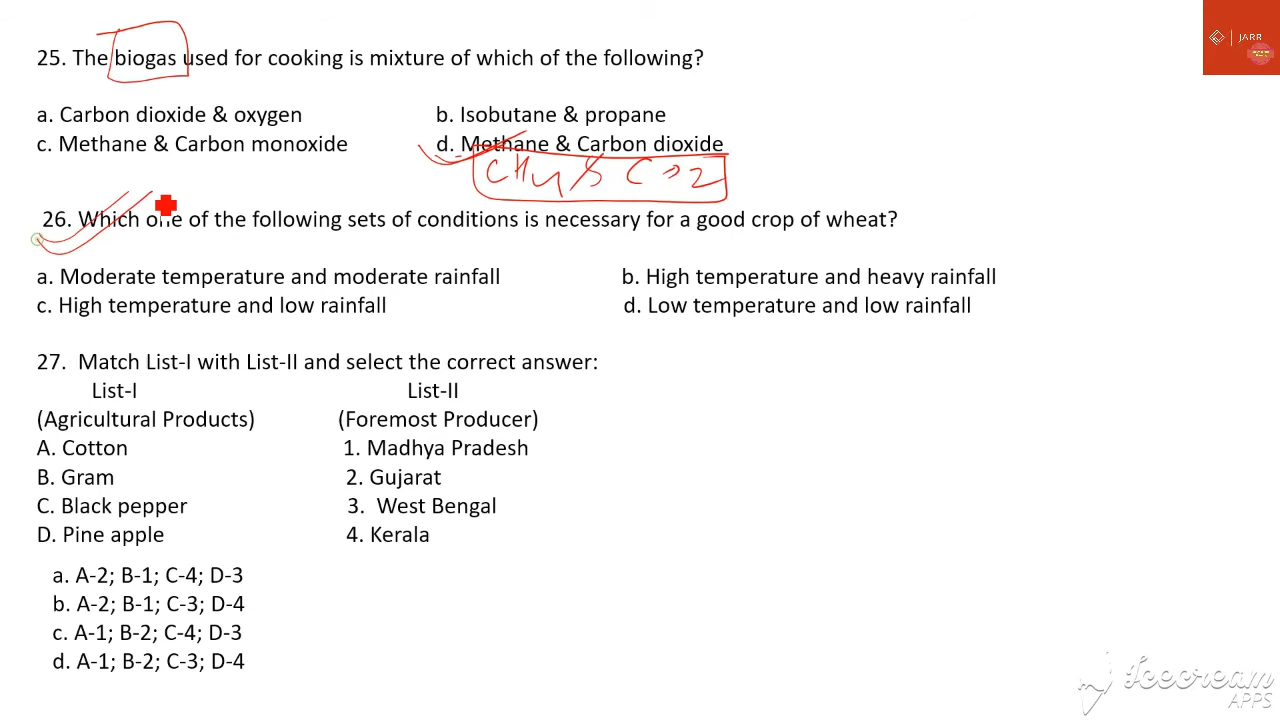 JARR
25. The biogas used for cooking is mixture of which of the following?
a. Carbon dioxide & oxygen b. Isobutane & propane
c. Methane & Carbon monoxide d. Methane & Carbon dioxide
CH4 & CO2
26. Which one of the following sets of conditions is necessary for a good crop of wheat?
a. Moderate temperature and moderate rainfall b. High temperature and heavy rainfall
c. High temperature and low rainfall d. Low temperature and low rainfall
27. Match List-I with List-II and select the correct answer:
List-I List-II
(Agricultural Products) (Foremost Producer)
A. Cotton 1. Madhya Pradesh
B. Gram 2. Gujarat
C. Black pepper 3. West Bengal
D. Pine apple 4. Kerala
a. A-2; B-1; C-4; D-3
b. A-2; B-1; C-3; D-4
c. A-1; B-2; C-4; D-3
d. A-1; B-2; C-3; D-4
Icecream
APPS